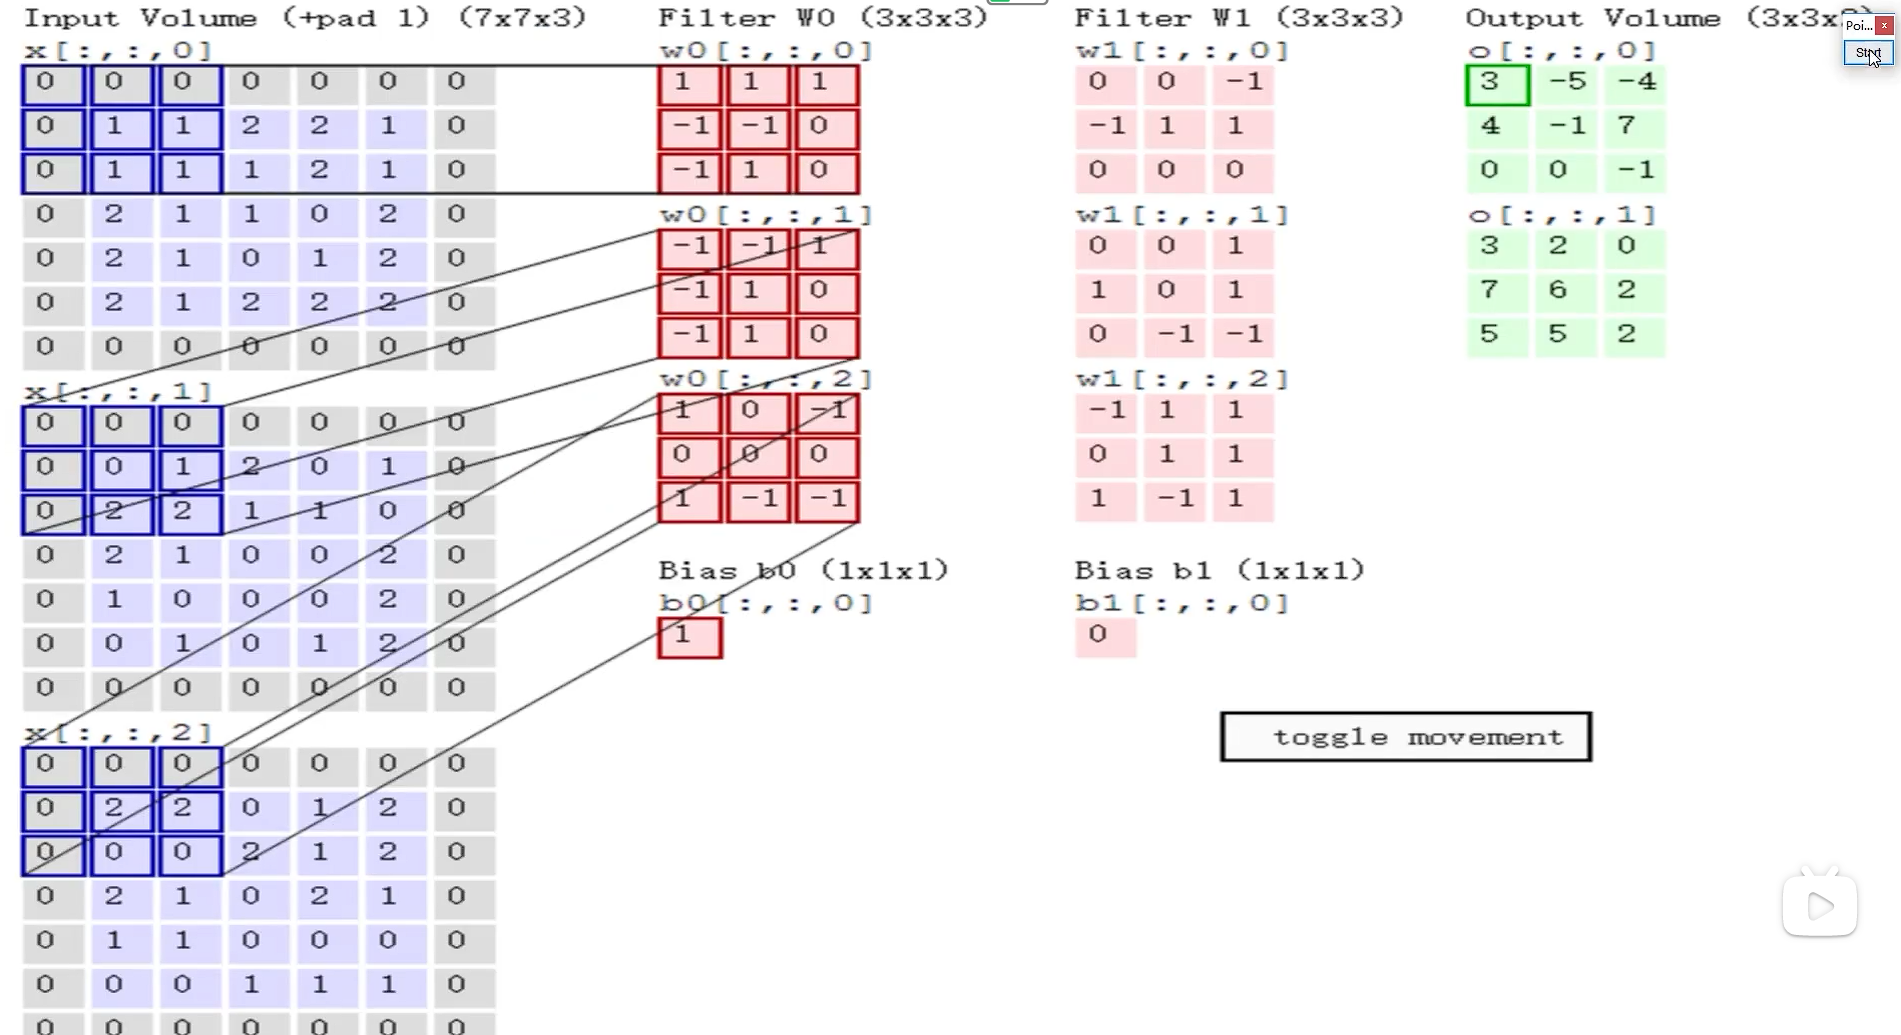 Input Volume (+pad 1) (7x7x3)
x[:,:,0]
0 0 0 0 0 0 0
0 1 1 2 2 1 0
0 1 1 1 2 1 0
0 2 1 1 0 2 0
0 2 1 0 1 2 0
0 2 1 2 2 2 0
0 0 0 0 0 0 0
x[:,:,1]
0 0 0 0 0 0 0
0 0 1 2 0 1 0
0 2 2 1 1 0 0
0 2 1 0 0 2 0
0 1 0 0 0 2 0
0 0 1 0 1 2 0
0 0 0 0 0 0 0
x[:,:,2]
0 0 0 0 0 0 0
0 2 2 0 1 2 0
0 0 0 2 1 2 0
0 2 1 0 2 1 0
0 1 1 0 0 0 0
0 0 0 1 1 1 0
0 0 0 0 0 0 0
Filter W0 (3x3x3)
w0[:,:,0]
1 1 1
-1 -1 0
-1 1 0
w0[:,:,1]
-1 -1 1
-1 1 0
-1 1 0
w0[:,:,2]
1 0 -1
0 0 0
1 -1 -1
Bias b0 (1x1x1)
b0[:,:,0]
1
Filter W1 (3x3x3)
w1[:,:,0]
0 0 -1
-1 1 1
0 0 0
w1[:,:,1]
0 0 1
1 0 1
0 -1 -1
w1[:,:,2]
-1 1 1
0 1 1
1 -1 1
Bias b1 (1x1x1)
b1[:,:,0]
0
Output Volume
o[:,:,0]
3 -5 -4
4 -1 7
0 0 -1
o[:,:,1]
3 2 0
7 6 2
5 5 2
toggle movement
Poi... x
Start